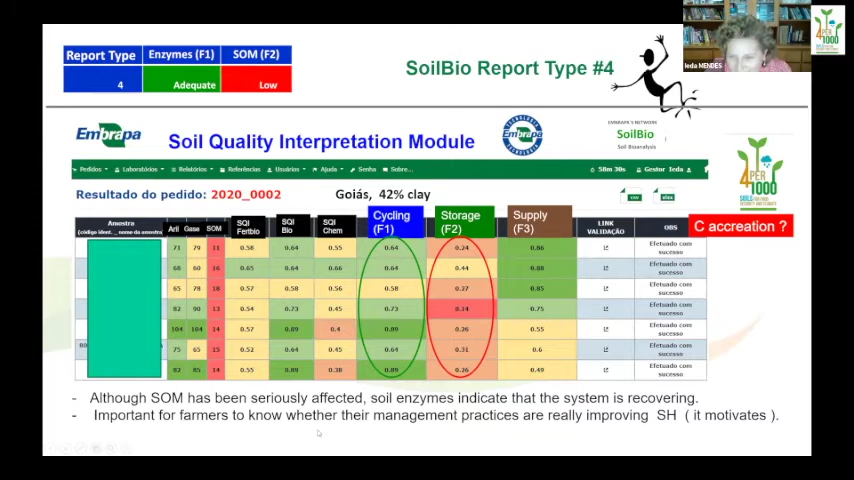 Report Type Enzymes (F1) SOM (F2)
4 Adequate Low
SoilBio Report Type #4
Ieda MENDES
4 PER 1000
Embrapa
Soil Quality Interpretation Module
Embrapa
EMBRAPA'S NETWORK
SoilBio
Soil Bioanalysis
4 PER 1000
Pedidos Laboratórios Relatórios Referências Usuários Ajuda Senha Sobre... 58m 30s Gestor Ieda
Resultado do pedido: 2020_0002 Goiás, 42% clay
C accreation ?
Amostra
(código ident. _ nome da amostra)
Aril Gase SOM SQI Fertbio SQI Bio SQI Chem Cycling (F1) Storage (F2) Supply (F3) LINK VALIDAÇÃO OBS
71 79 11 0.58 0.64 0.55 0.64 0.24 0.86 Efetuado com sucesso
68 60 16 0.65 0.64 0.66 0.64 0.44 0.88 Efetuado com sucesso
65 78 18 0.57 0.58 0.56 0.58 0.27 0.85 Efetuado com sucesso
82 90 13 0.54 0.73 0.45 0.73 0.14 0.75 Efetuado com sucesso
104 104 14 0.57 0.89 0.4 0.89 0.26 0.55 Efetuado com sucesso
75 65 15 0.52 0.64 0.45 0.64 0.31 0.6 Efetuado com sucesso
82 85 14 0.55 0.89 0.38 0.89 0.26 0.49 Efetuado com sucesso
- Although SOM has been seriously affected, soil enzymes indicate that the system is recovering.
- Important for farmers to know whether their management practices are really improving SH ( it motivates ).